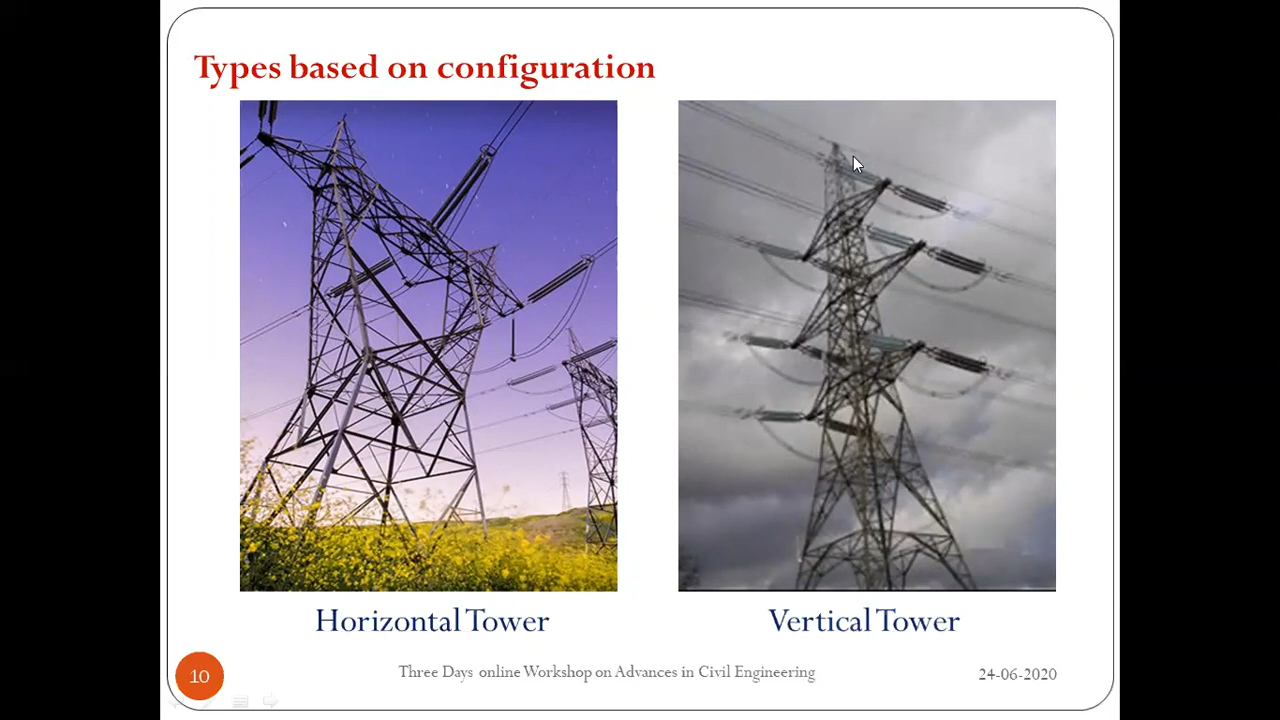 Types based on configuration
Horizontal Tower
Vertical Tower
10
Three Days online Workshop on Advances in Civil Engineering
24-06-2020